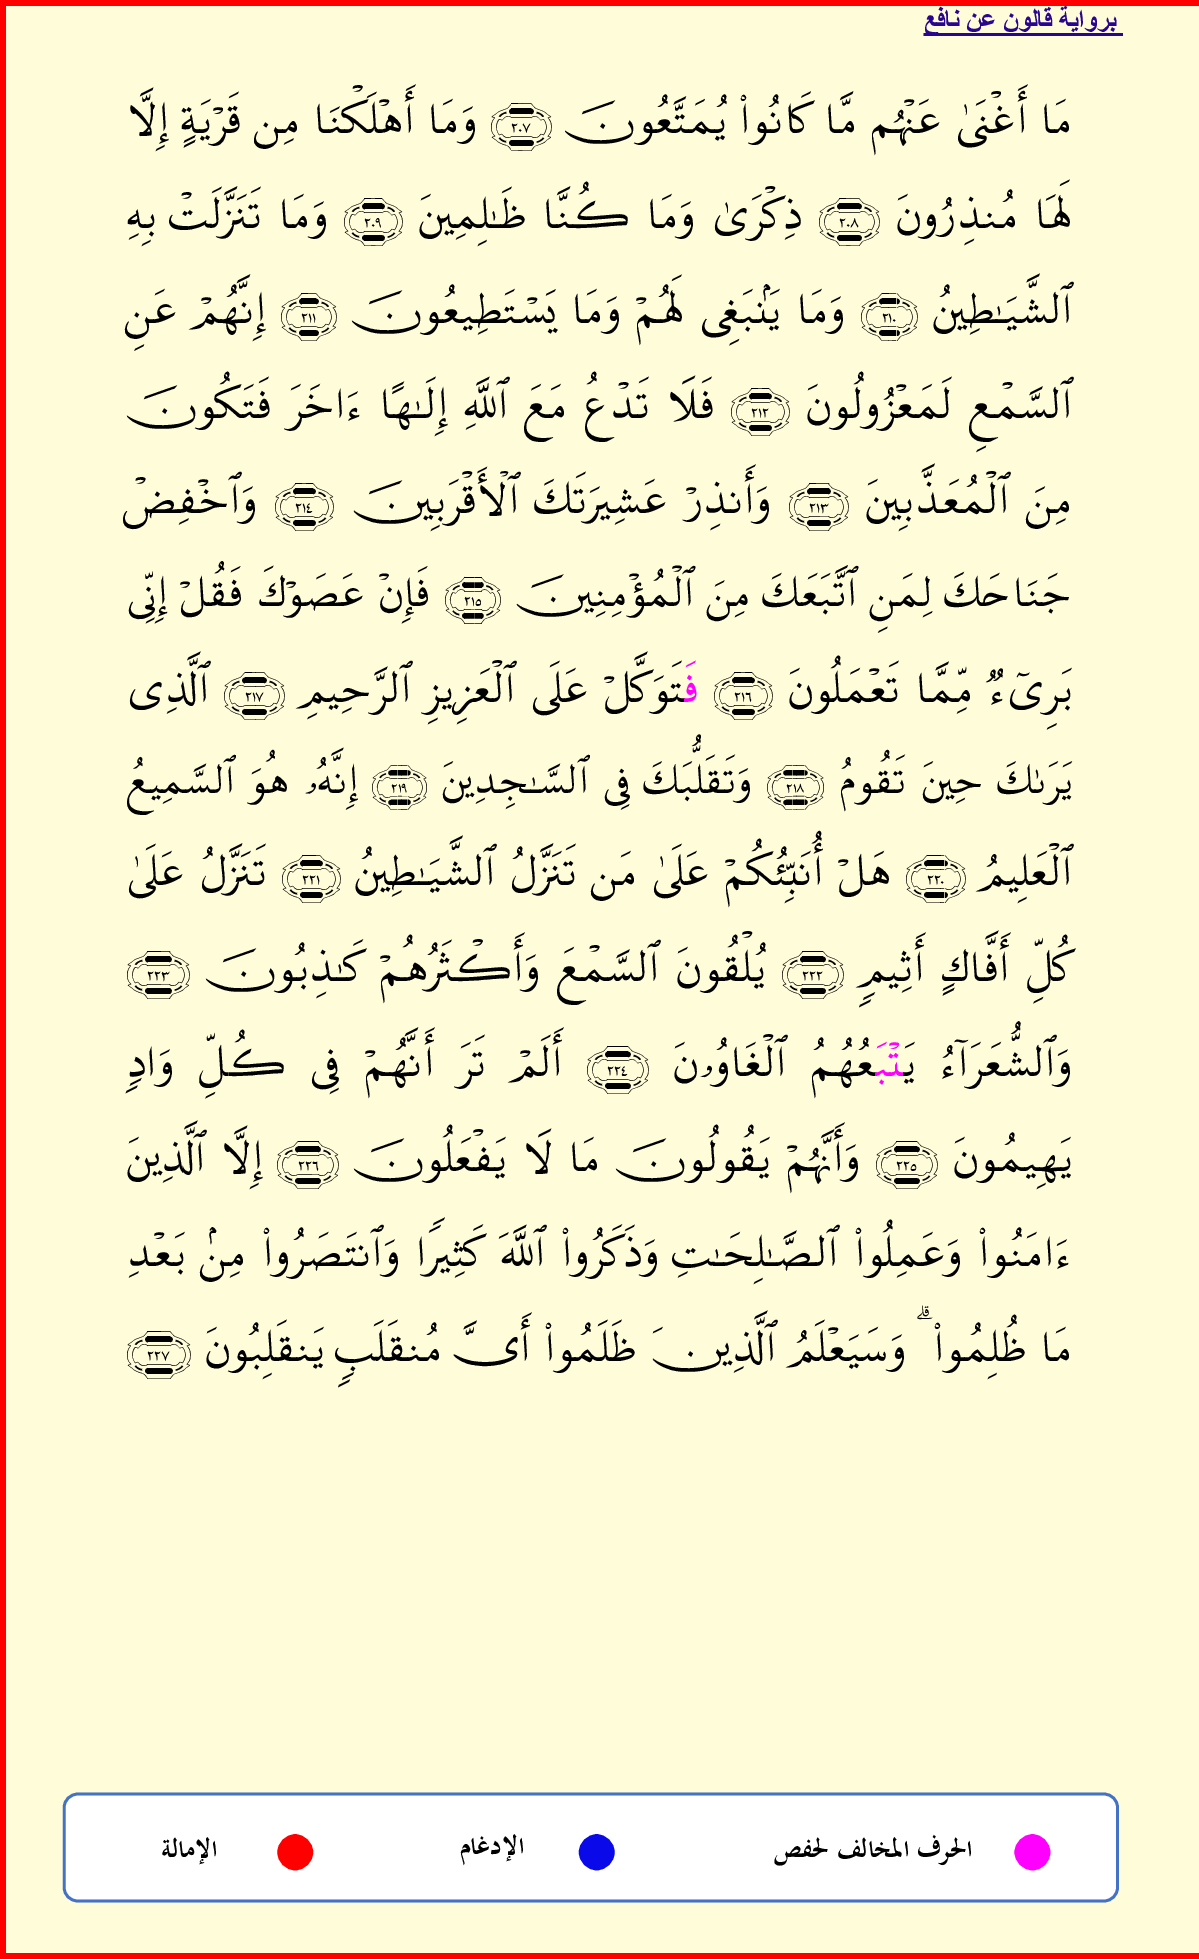 برواية قالون عن نافع
مَا أَغْنَىٰ عَنْهُم مَّا كَانُوا۟ يُمَتَّعُونَ ٢٠٧ وَمَا أَهْلَكْنَا مِن قَرْيَةٍ إِلَّا
لَهَا مُنذِرُونَ ٢٠٨ ذِكْرَىٰ وَمَا كُنَّا ظَـٰلِمِينَ ٢٠٩ وَمَا تَنَزَّلَتْ بِهِ
ٱلشَّيَـٰطِينُ ٢١٠ وَمَا يَنۢبَغِى لَهُمْ وَمَا يَسْتَطِيعُونَ ٢١١ إِنَّهُمْ عَنِ
ٱلسَّمْعِ لَمَعْزُولُونَ ٢١٢ فَلَا تَدْعُ مَعَ ٱللَّهِ إِلَـٰهًا ءَاخَرَ فَتَكُونَ
مِنَ ٱلْمُعَذَّبِينَ ٢١٣ وَأَنذِرْ عَشِيرَتَكَ ٱلْأَقْرَبِينَ ٢١٤ وَٱخْفِضْ
جَنَاحَكَ لِمَنِ ٱتَّبَعَكَ مِنَ ٱلْمُؤْمِنِينَ ٢١٥ فَإِنْ عَصَوْكَ فَقُلْ إِنِّى
بَرِىٓءٌ مِّمَّا تَعْمَلُونَ ٢١٦ فَتَوَكَّلْ عَلَى ٱلْعَزِيزِ ٱلرَّحِيمِ ٢١٧ ٱلَّذِى
يَرَىٰكَ حِينَ تَقُومُ ٢١٨ وَتَقَلُّبَكَ فِى ٱلسَّـٰجِدِينَ ٢١٩ إِنَّهُۥ هُوَ ٱلسَّمِيعُ
ٱلْعَلِيمُ ٢٢٠ هَلْ أُنَبِّئُكُمْ عَلَىٰ مَن تَنَزَّلُ ٱلشَّيَـٰطِينُ ٢٢١ تَنَزَّلُ عَلَىٰ
كُلِّ أَفَّاكٍ أَثِيمٍ ٢٢٢ يُلْقُونَ ٱلسَّمْعَ وَأَكْثَرُهُمْ كَـٰذِبُونَ ٢٢٣
وَٱلشُّعَرَآءُ يَتْبَعُهُمُ ٱلْغَاوُۥنَ ٢٢٤ أَلَمْ تَرَ أَنَّهُمْ فِى كُلِّ وَادٍ
يَهِيمُونَ ٢٢٥ وَأَنَّهُمْ يَقُولُونَ مَا لَا يَفْعَلُونَ ٢٢٦ إِلَّا ٱلَّذِينَ
ءَامَنُوا۟ وَعَمِلُوا۟ ٱلصَّـٰلِحَـٰتِ وَذَكَرُوا۟ ٱللَّهَ كَثِيرًا وَٱنتَصَرُوا۟ مِنۢ بَعْدِ
مَا ظُلِمُوا۟ ۗ وَسَيَعْلَمُ ٱلَّذِينَ ظَلَمُوا۟ أَىَّ مُنقَلَبٍ يَنقَلِبُونَ ٢٢٧
الحرف المخالف لحفص الإدغام الإمالة